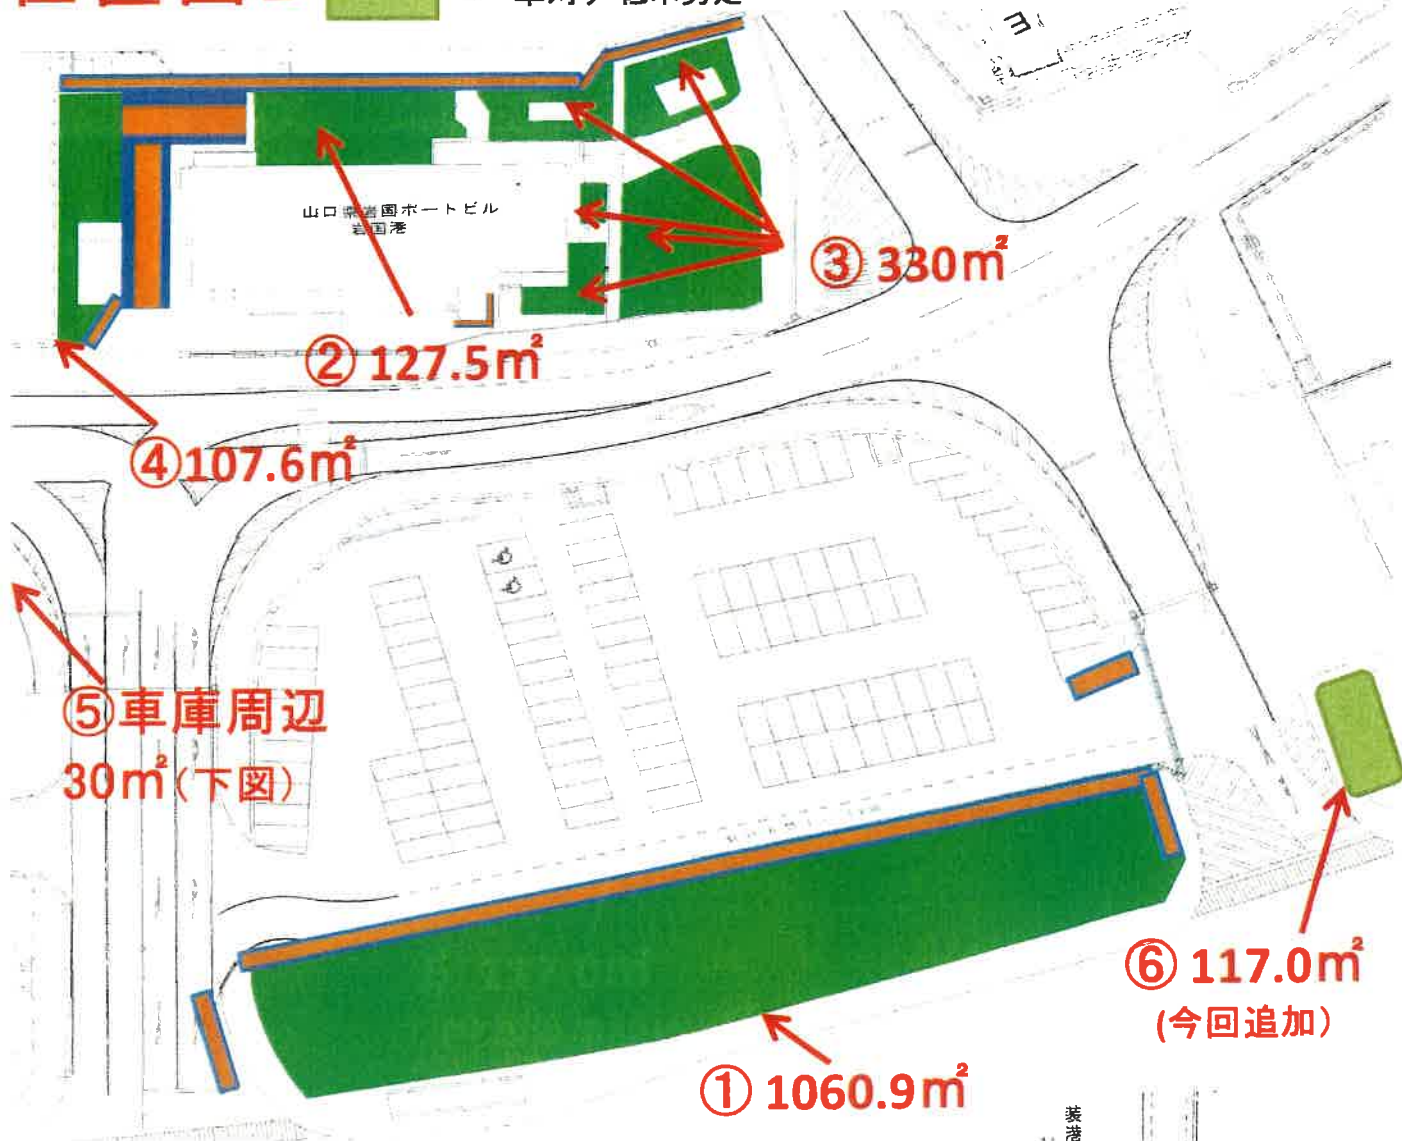 山口県岩国ポートビル
岩国港
③ 330㎡
② 127.5㎡
④107.6㎡
⑤車庫周辺
30㎡(下図)
⑥ 117.0㎡
(今回追加)
① 1060.9㎡
装港